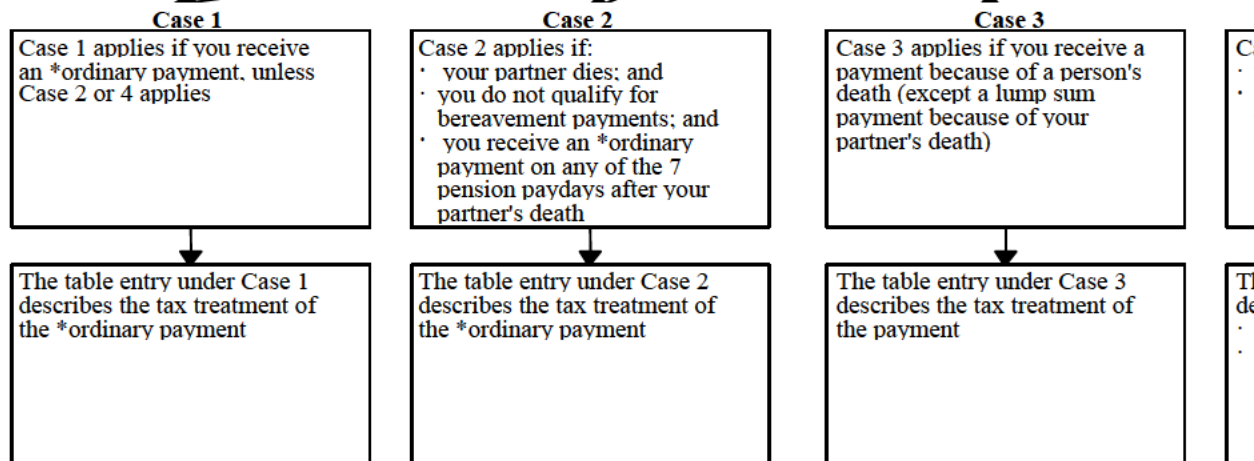 Case 1
Case 1 applies if you receive
an *ordinary payment, unless
Case 2 or 4 applies
Case 2
Case 2 applies if:
· your partner dies; and
· you do not qualify for
bereavement payments; and
· you receive an *ordinary
payment on any of the 7
pension paydays after your
partner's death
Case 3
Case 3 applies if you receive a
payment because of a person's
death (except a lump sum
payment because of your
partner's death)
The table entry under Case 1
describes the tax treatment of
the *ordinary payment
The table entry under Case 2
describes the tax treatment of
the *ordinary payment
The table entry under Case 3
describes the tax treatment of
the payment